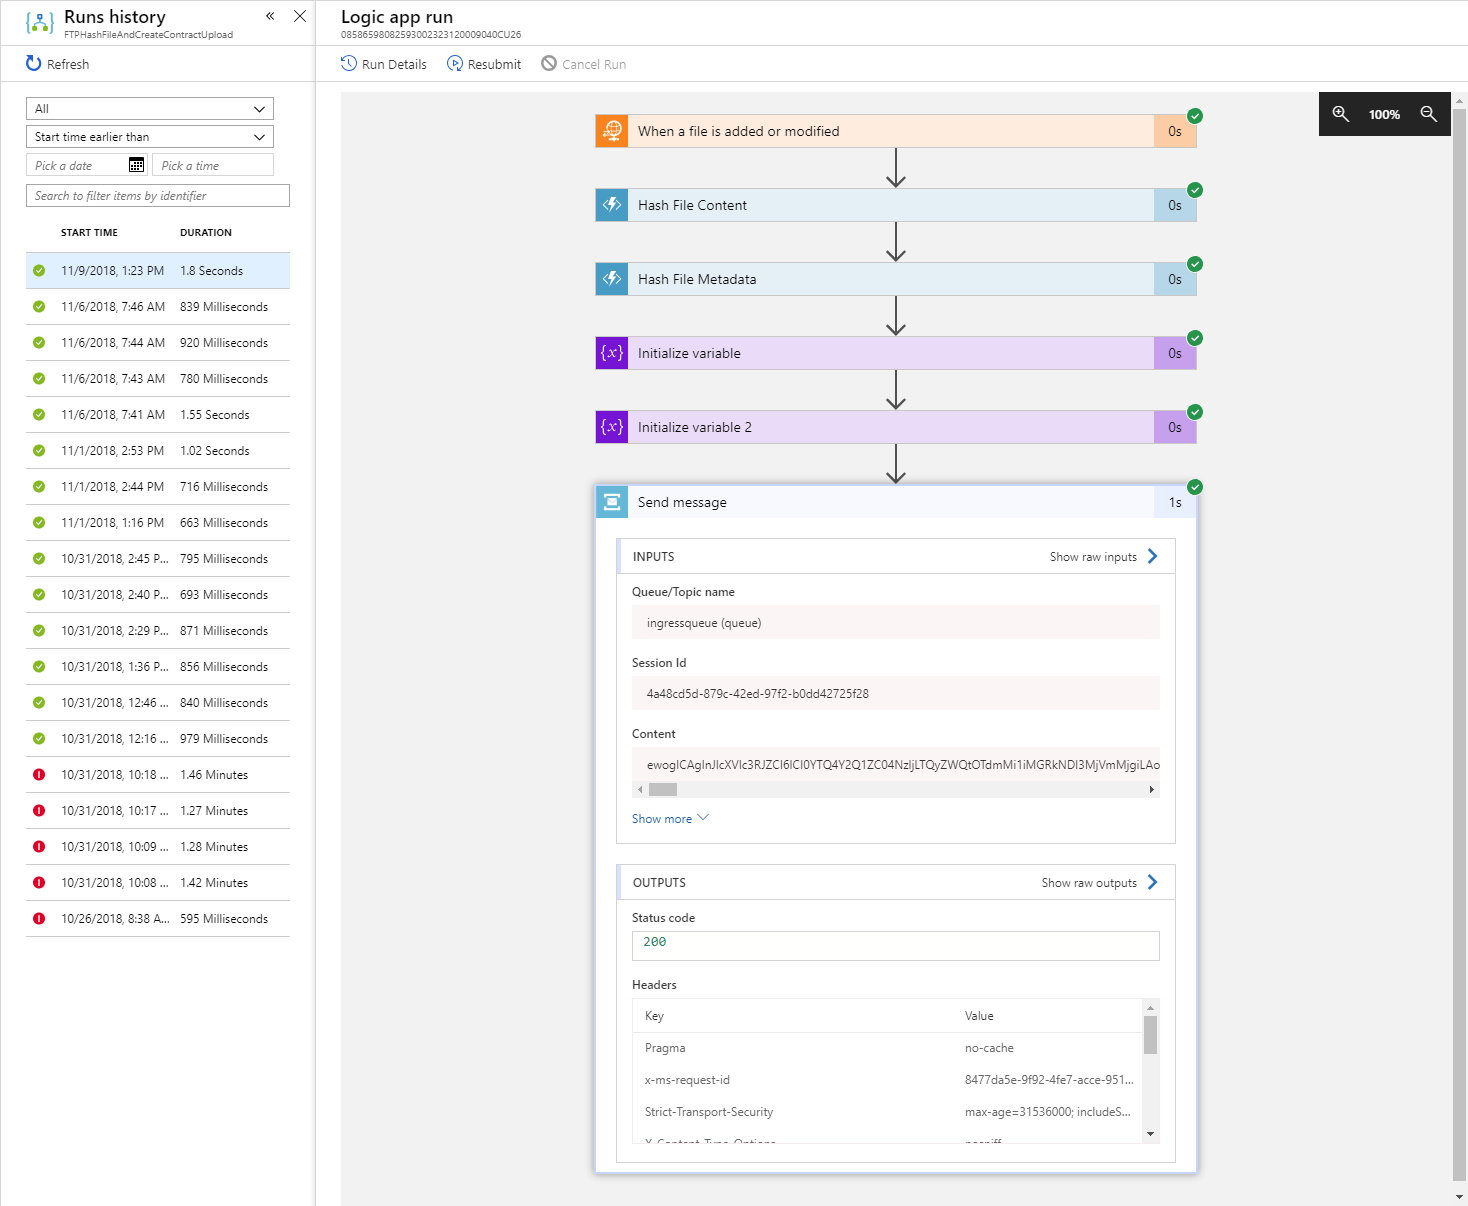 Runs history
FTPHashFileAndCreateContractUpload
Refresh
All
Start time earlier than
Pick a date
Pick a time
Search to filter items by identifier
START TIME DURATION
11/9/2018, 1:23 PM 1.8 Seconds
11/6/2018, 7:46 AM 839 Milliseconds
11/6/2018, 7:44 AM 920 Milliseconds
11/6/2018, 7:43 AM 780 Milliseconds
11/6/2018, 7:41 AM 1.55 Seconds
11/1/2018, 2:53 PM 1.02 Seconds
11/1/2018, 2:44 PM 716 Milliseconds
11/1/2018, 1:16 PM 663 Milliseconds
10/31/2018, 2:45 P... 795 Milliseconds
10/31/2018, 2:40 P... 693 Milliseconds
10/31/2018, 2:29 P... 871 Milliseconds
10/31/2018, 1:36 P... 856 Milliseconds
10/31/2018, 12:46 ... 840 Milliseconds
10/31/2018, 12:16 ... 979 Milliseconds
10/31/2018, 10:18 ... 1.46 Minutes
10/31/2018, 10:17 ... 1.27 Minutes
10/31/2018, 10:09 ... 1.28 Minutes
10/31/2018, 10:08 ... 1.42 Minutes
10/26/2018, 8:38 A... 595 Milliseconds
Logic app run
08586598082593002323120009040CU26
Run Details Resubmit Cancel Run
100%
When a file is added or modified 0s
Hash File Content 0s
Hash File Metadata 0s
{x} Initialize variable 0s
{x} Initialize variable 2 0s
Send message 1s
INPUTS Show raw inputs
Queue/Topic name
ingressqueue (queue)
Session Id
4a48cd5d-879c-42ed-97f2-b0dd42725f28
Content
ewogICAgInJlcXVlc3RJZCI6ICI0YTQ4Y2Q1ZC04NzljLTQyZWQtOTdmMi1iMGRkNDI3MjVmMjgiLAo
Show more
OUTPUTS Show raw outputs
Status code
200
Headers
Key Value
Pragma no-cache
x-ms-request-id 8477da5e-9f92-4fe7-acce-951...
Strict-Transport-Security max-age=31536000; includeS...
X-Content-Type-Options nosniff